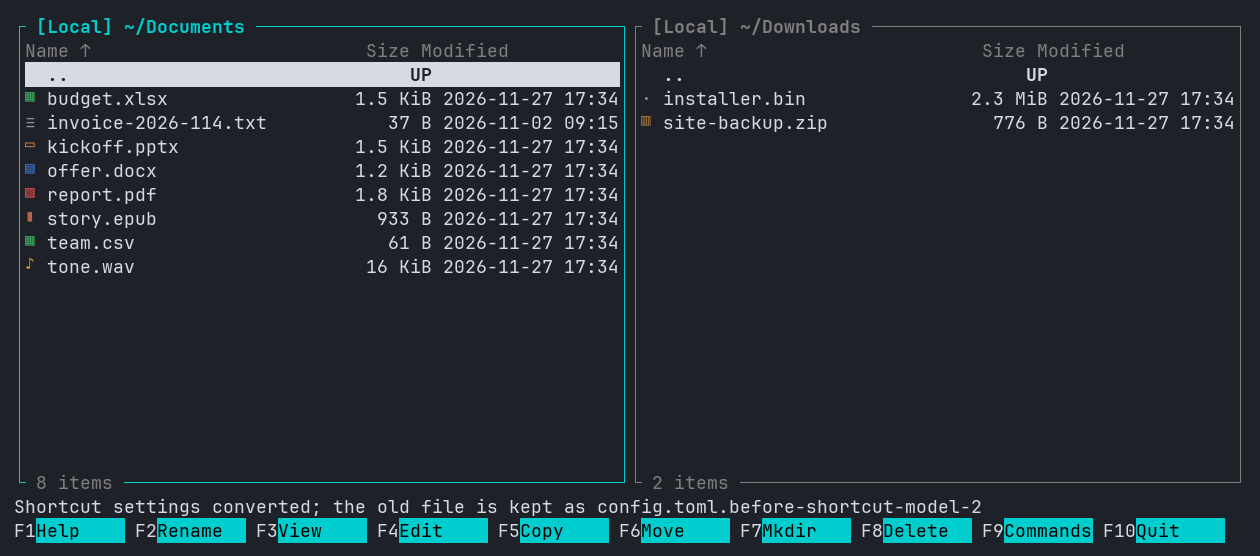 [Local] ~/Documents
Name ↑ Size Modified
.. UP
budget.xlsx 1.5 KiB 2026-11-27 17:34
invoice-2026-114.txt 37 B 2026-11-02 09:15
kickoff.pptx 1.5 KiB 2026-11-27 17:34
offer.docx 1.2 KiB 2026-11-27 17:34
report.pdf 1.8 KiB 2026-11-27 17:34
story.epub 933 B 2026-11-27 17:34
team.csv 61 B 2026-11-27 17:34
tone.wav 16 KiB 2026-11-27 17:34
8 items
[Local] ~/Downloads
Name ↑ Size Modified
.. UP
installer.bin 2.3 MiB 2026-11-27 17:34
site-backup.zip 776 B 2026-11-27 17:34
2 items
Shortcut settings converted; the old file is kept as config.toml.before-shortcut-model-2
F1Help F2Rename F3View F4Edit F5Copy F6Move F7Mkdir F8Delete F9Commands F10Quit